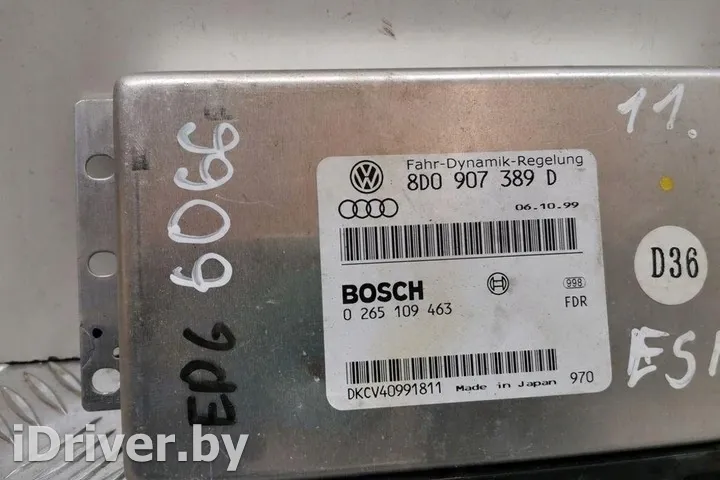 11.
Fahr-Dynamik-Regelung
8D0 907 389 D
06.10.99
BOSCH
0 265 109 463
998
FDR
DKCV40991811 Made in Japan 970
D36
6066
iDriver.by